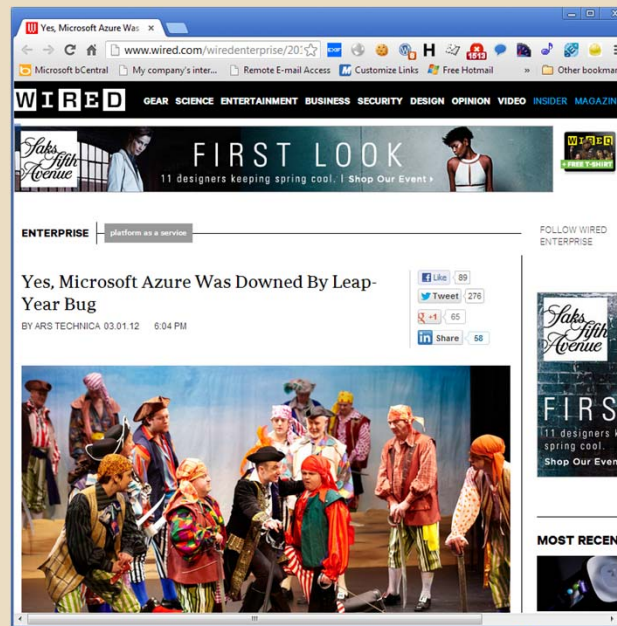 Yes, Microsoft Azure Was
www.wired.com/wiredenterprise/201
1513
Microsoft bCentral
My company's inter...
Remote E-mail Access
Customize Links
Free Hotmail
»
Other bookmar
WIRED
GEAR SCIENCE ENTERTAINMENT BUSINESS SECURITY DESIGN OPINION VIDEO INSIDER MAGAZIN
Saks
Fifth
Avenue
FIRST LOOK
11 designers keeping spring cool. | Shop Our Event
WIRED
+ FREE T-SHIRT
ENTERPRISE
platform as a service
FOLLOW WIRED
ENTERPRISE
Yes, Microsoft Azure Was Downed By Leap-
Year Bug
BY ARS TECHNICA 03.01.12 6:04 PM
Like 89
Tweet 276
+1 65
in Share 58
Saks
Fifth
Avenue
FIRS
11 designers k
spring cool.
Shop Our Even
MOST RECEN